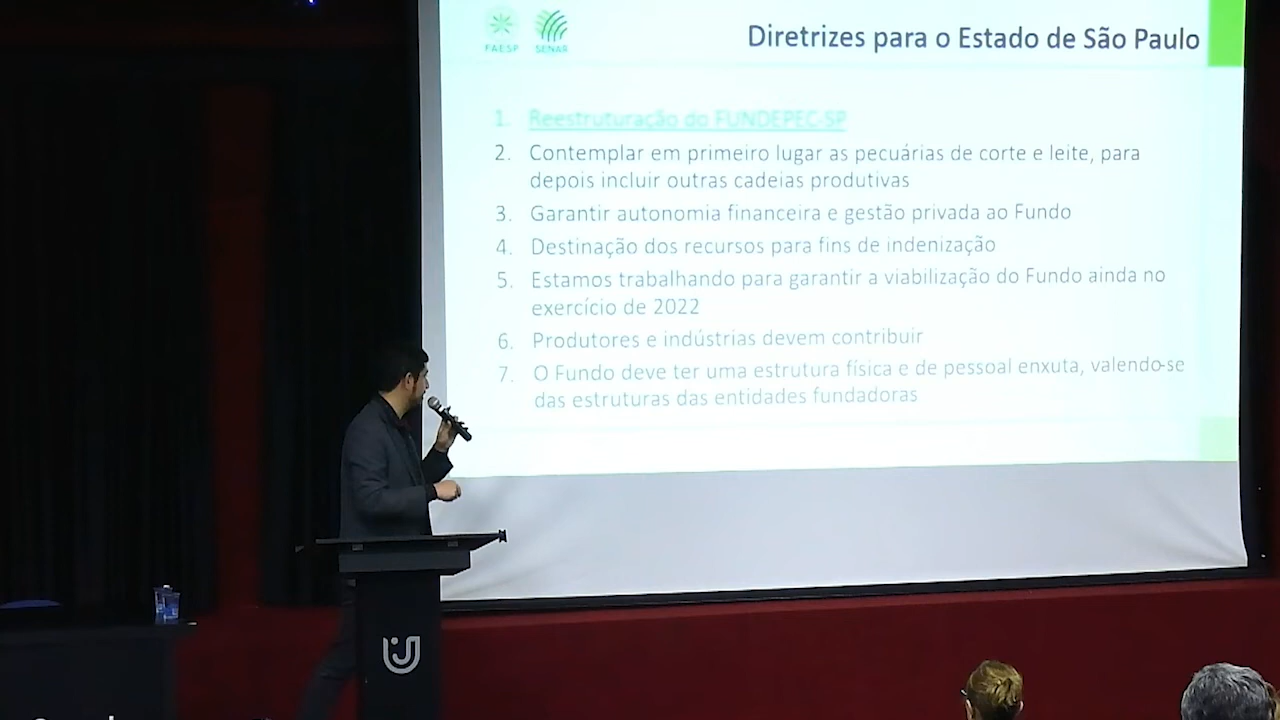 FAESP SENAR
Diretrizes para o Estado de São Paulo
1. Reestruturação do FUNDEPEC-SP
2. Contemplar em primeiro lugar as pecuárias de corte e leite, para
depois incluir outras cadeias produtivas
3. Garantir autonomia financeira e gestão privada ao Fundo
4. Destinação dos recursos para fins de indenização
5. Estamos trabalhando para garantir a viabilização do Fundo ainda no
exercício de 2022
6. Produtores e indústrias devem contribuir
7. O Fundo deve ter uma estrutura física e de pessoal enxuta, valendo-se
das estruturas das entidades fundadoras